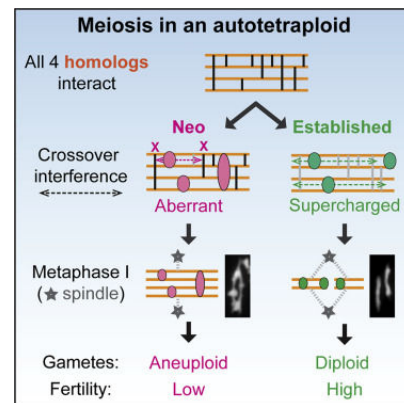 Meiosis in an autotetraploid
All 4 homologs
interact
Neo
Established
X X
Crossover
interference
Aberrant
Supercharged
Metaphase I
(★ spindle)
Gametes: Aneuploid Diploid
Fertility: Low High